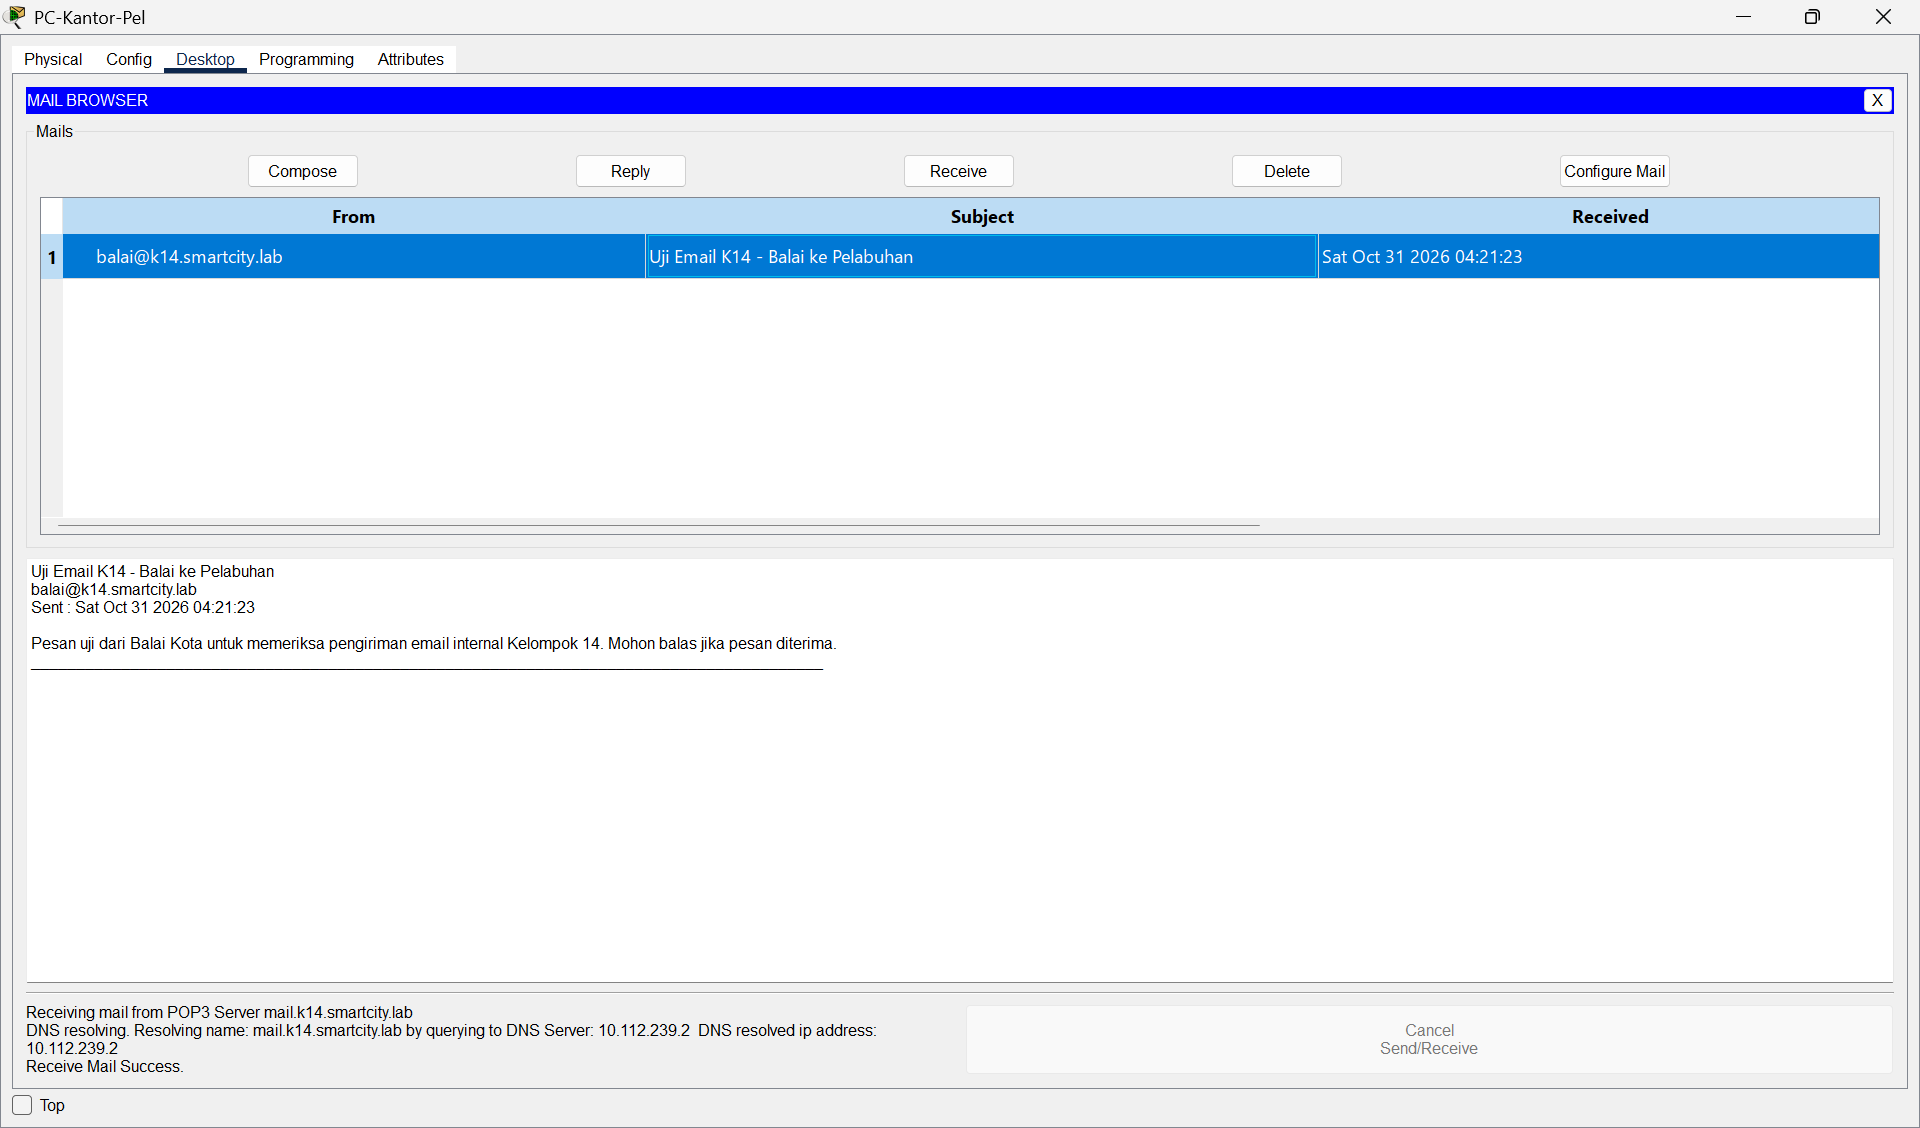 PC-Kantor-Pel
Physical Config Desktop Programming Attributes
MAIL BROWSER X
Mails
Compose Reply Receive Delete Configure Mail
From Subject Received
1 balai@k14.smartcity.lab Uji Email K14 - Balai ke Pelabuhan Sat Oct 31 2026 04:21:23
Uji Email K14 - Balai ke Pelabuhan
balai@k14.smartcity.lab
Sent : Sat Oct 31 2026 04:21:23
Pesan uji dari Balai Kota untuk memeriksa pengiriman email internal Kelompok 14. Mohon balas jika pesan diterima.
Receiving mail from POP3 Server mail.k14.smartcity.lab
DNS resolving. Resolving name: mail.k14.smartcity.lab by querying to DNS Server: 10.112.239.2 DNS resolved ip address:
10.112.239.2
Receive Mail Success.
Cancel
Send/Receive
Top